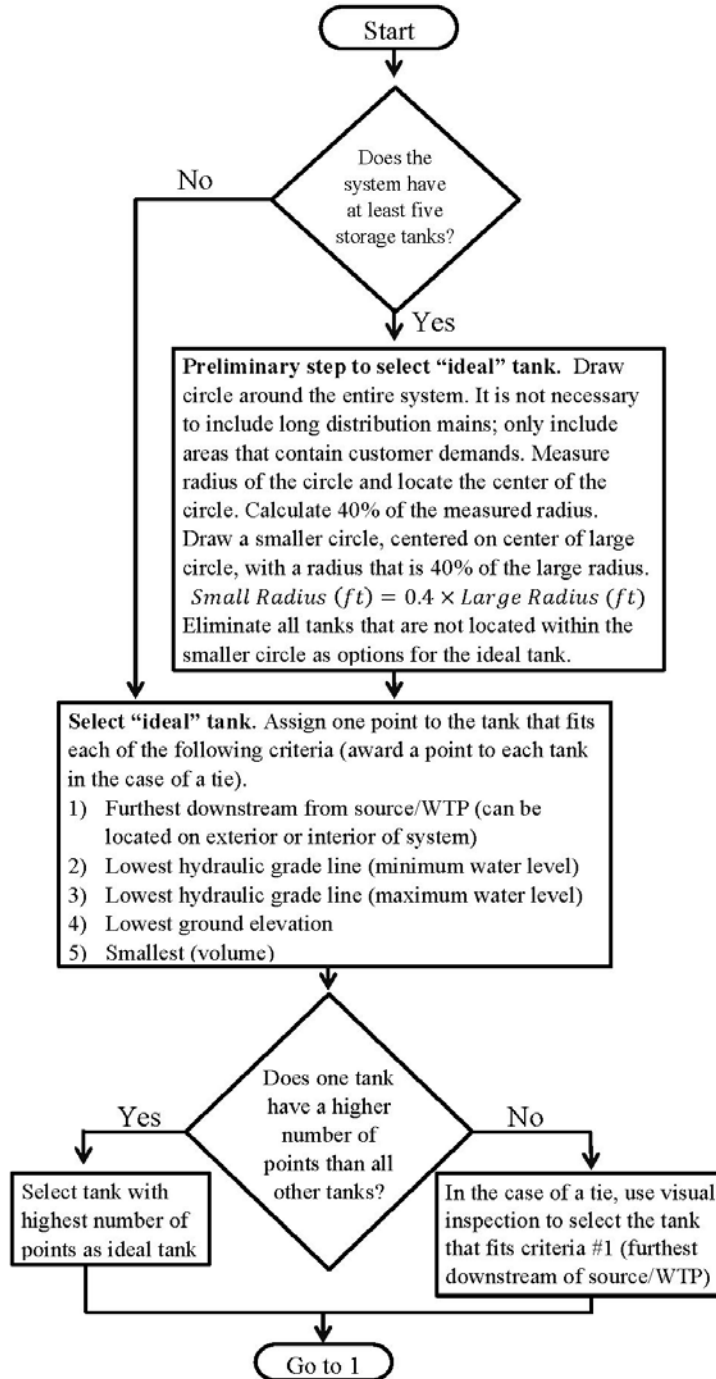 Start
Does the
system have
at least five
storage tanks?
No
Yes
Preliminary step to select “ideal” tank. Draw
circle around the entire system. It is not necessary
to include long distribution mains; only include
areas that contain customer demands. Measure
radius of the circle and locate the center of the
circle. Calculate 40% of the measured radius.
Draw a smaller circle, centered on center of large
circle, with a radius that is 40% of the large radius.
Small Radius (ft) = 0.4 × Large Radius (ft)
Eliminate all tanks that are not located within the
smaller circle as options for the ideal tank.
Select “ideal” tank. Assign one point to the tank that fits
each of the following criteria (award a point to each tank
in the case of a tie).
1) Furthest downstream from source/WTP (can be
located on exterior or interior of system)
2) Lowest hydraulic grade line (minimum water level)
3) Lowest hydraulic grade line (maximum water level)
4) Lowest ground elevation
5) Smallest (volume)
Does one tank
have a higher
number of
points than all
other tanks?
Yes
No
Select tank with
highest number of
points as ideal tank
In the case of a tie, use visual
inspection to select the tank
that fits criteria #1 (furthest
downstream of source/WTP)
Go to 1